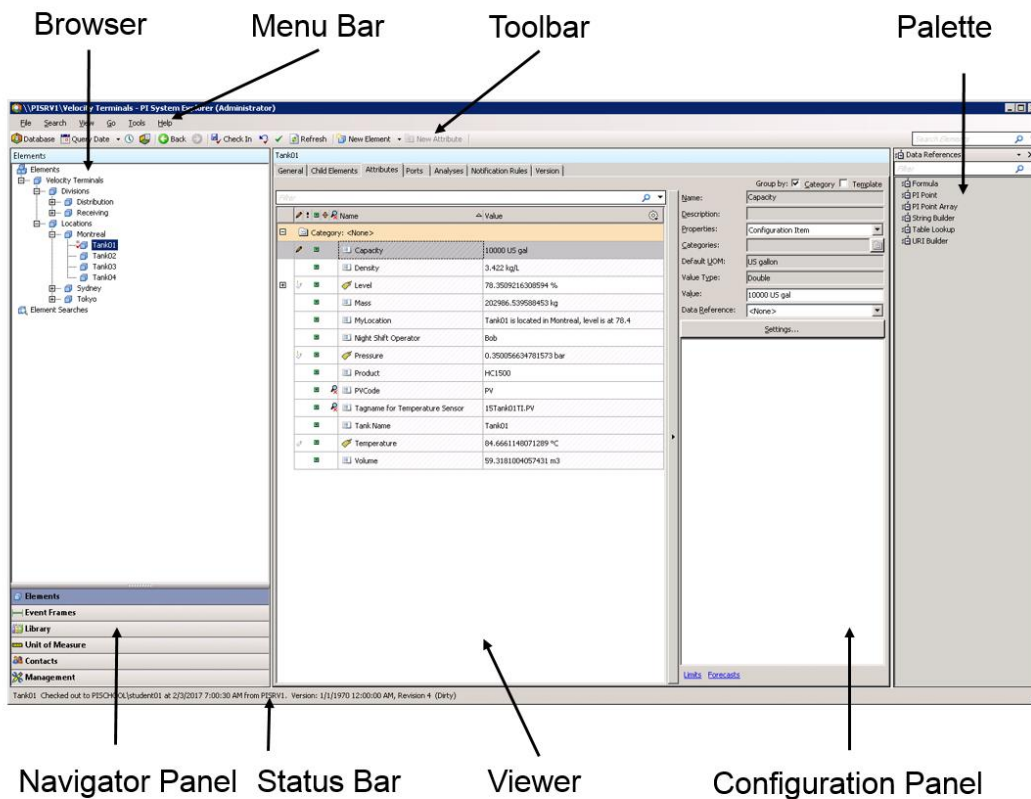 Browser Menu Bar Toolbar Palette
\\PISRV1\Velocity Terminals - PI System Explorer (Administrator)
File Search View Go Tools Help
Database Query Date Back Check In Refresh New Element New Attribute Search Elements
Elements
Elements
Velocity Terminals
Divisions
Distribution
Receiving
Locations
Montreal
Tank01
Tank02
Tank03
Tank04
Sydney
Tokyo
Element Searches
Elements
Event Frames
Library
Unit of Measure
Contacts
Management
Tank01
General Child Elements Attributes Ports Analyses Notification Rules Version
Filter
Name Value
Category: <None>
Capacity 10000 US gal
Density 3.422 kg/L
Level 78.3509216308594 %
Mass 202986.539588453 kg
MyLocation Tank01 is located in Montreal, level is at 78.4
Night Shift Operator Bob
Pressure 0.350056634781573 bar
Product HC1500
PVCode PV
Tagname for Temperature Sensor 15Tank01TI.PV
Tank Name Tank01
Temperature 84.6661148071289 °C
Volume 59.3181004057431 m3
Group by: Category Template
Name: Capacity
Description:
Properties: Configuration Item
Categories:
Default UOM: US gallon
Value Type: Double
Value: 10000 US gal
Data Reference: <None>
Settings...
Limits Forecasts
Data References
Filter
Formula
PI Point
PI Point Array
String Builder
Table Lookup
URI Builder
Tank01 Checked out to PISCHOOL\student01 at 2/3/2017 7:00:30 AM from PISRV1. Version: 1/1/1970 12:00:00 AM, Revision 4 (Dirty)
Navigator Panel Status Bar Viewer Configuration Panel